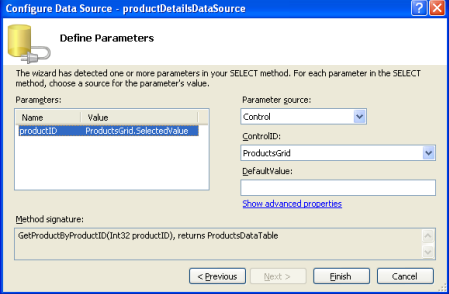 Configure Data Source - productDetailsDataSource
Define Parameters
The wizard has detected one or more parameters in your SELECT method. For each parameter in the SELECT
method, choose a source for the parameter's value.
Parameters:
Name Value
productID ProductsGrid.SelectedValue
Parameter source:
Control
ControlID:
ProductsGrid
DefaultValue:
Show advanced properties
Method signature:
GetProductByProductID(Int32 productID), returns ProductsDataTable
< Previous
Next >
Finish
Cancel